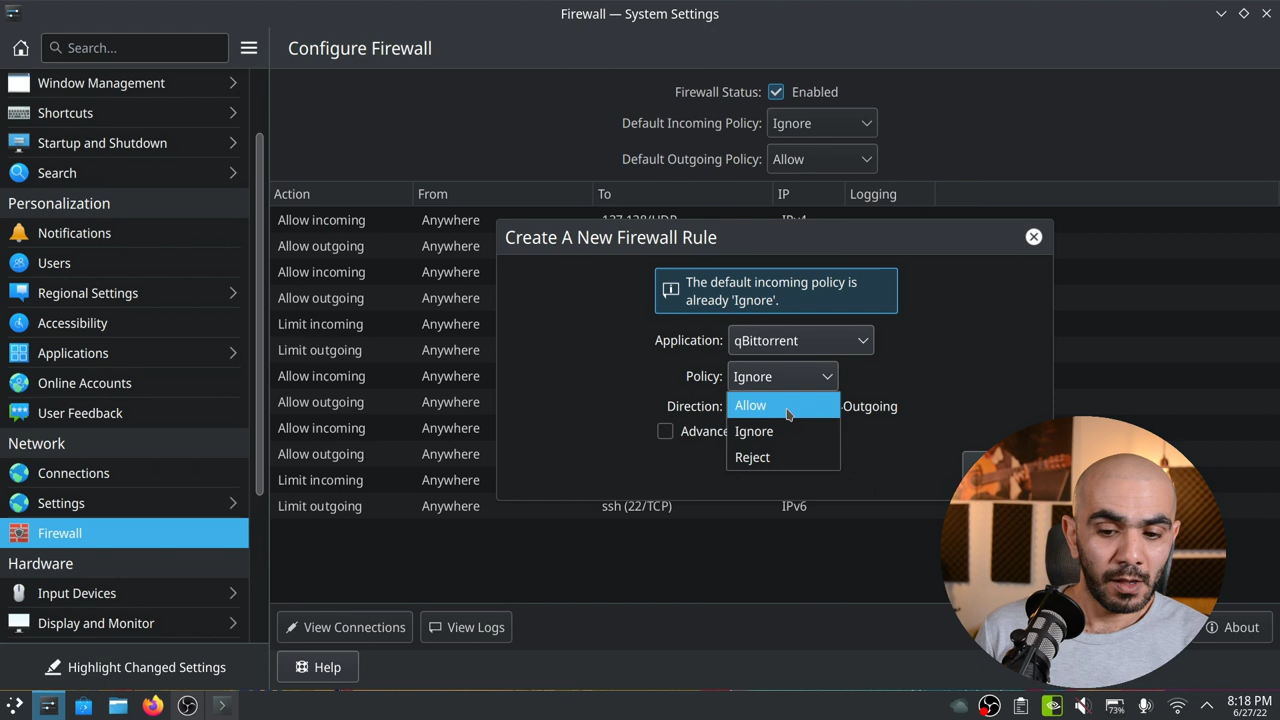 Firewall — System Settings
Search...
Configure Firewall
Window Management
Shortcuts
Startup and Shutdown
Search
Personalization
Notifications
Users
Regional Settings
Accessibility
Applications
Online Accounts
User Feedback
Network
Connections
Settings
Firewall
Hardware
Input Devices
Display and Monitor
Highlight Changed Settings
Firewall Status: Enabled
Default Incoming Policy: Ignore
Default Outgoing Policy: Allow
Action From To IP Logging
Allow incoming Anywhere
Allow outgoing Anywhere
Allow incoming Anywhere
Allow outgoing Anywhere
Limit incoming Anywhere
Limit outgoing Anywhere
Allow incoming Anywhere
Allow outgoing Anywhere
Allow incoming Anywhere
Allow outgoing Anywhere
Limit incoming Anywhere
Limit outgoing Anywhere ssh (22/TCP) IPv6
Create A New Firewall Rule
The default incoming policy is
already 'Ignore'.
Application: qBittorrent
Policy: Ignore
Direction: Outgoing
Advance
Allow
Ignore
Reject
View Connections
View Logs
About
Help
73%
8:18 PM
6/27/22